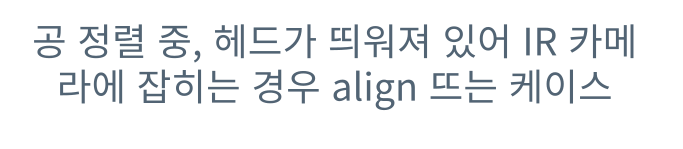 공 정렬 중, 헤드가 띄워져 있어 IR 카메
라에 잡히는 경우 align 뜨는 케이스